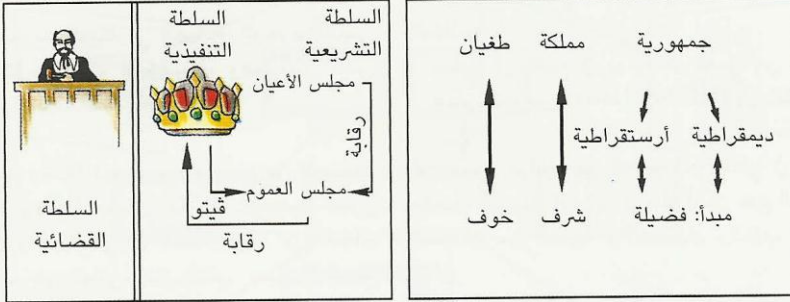 جمهورية
مملكة
طغيان
ديمقراطية
أرستقراطية
مبدأ: فضيلة
شرف
خوف
السلطة
التشريعية
السلطة
التنفيذية
مجلس الأعيان
رقابة
مجلس العموم
ڤيتو
رقابة
السلطة
القضائية